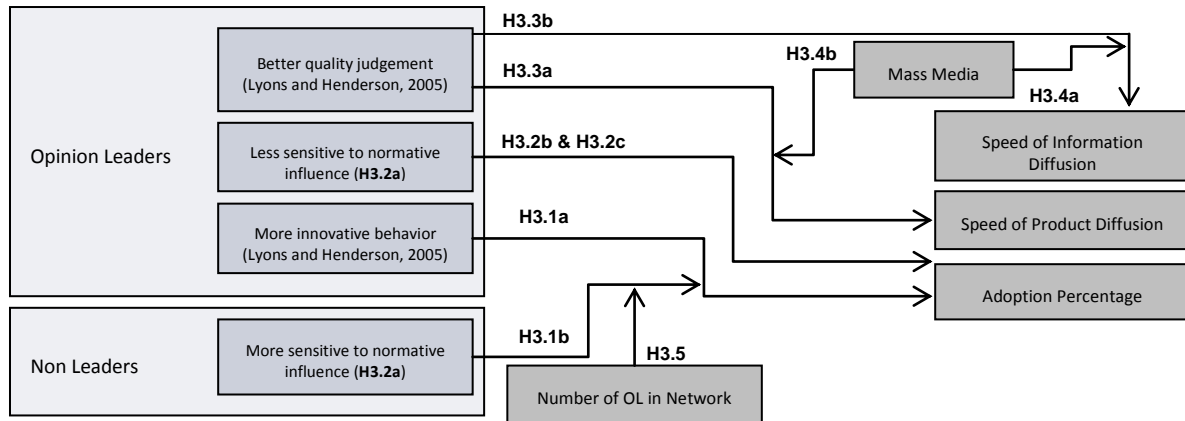 H3.3b
Better quality judgement
(Lyons and Henderson, 2005)
H3.3a
H3.4b
Mass Media
H3.4a
Opinion Leaders
Less sensitive to normative
influence (H3.2a)
H3.2b & H3.2c
Speed of Information
Diffusion
More innovative behavior
(Lyons and Henderson, 2005)
H3.1a
Speed of Product Diffusion
Adoption Percentage
Non Leaders
More sensitive to normative
influence (H3.2a)
H3.1b
H3.5
Number of OL in Network